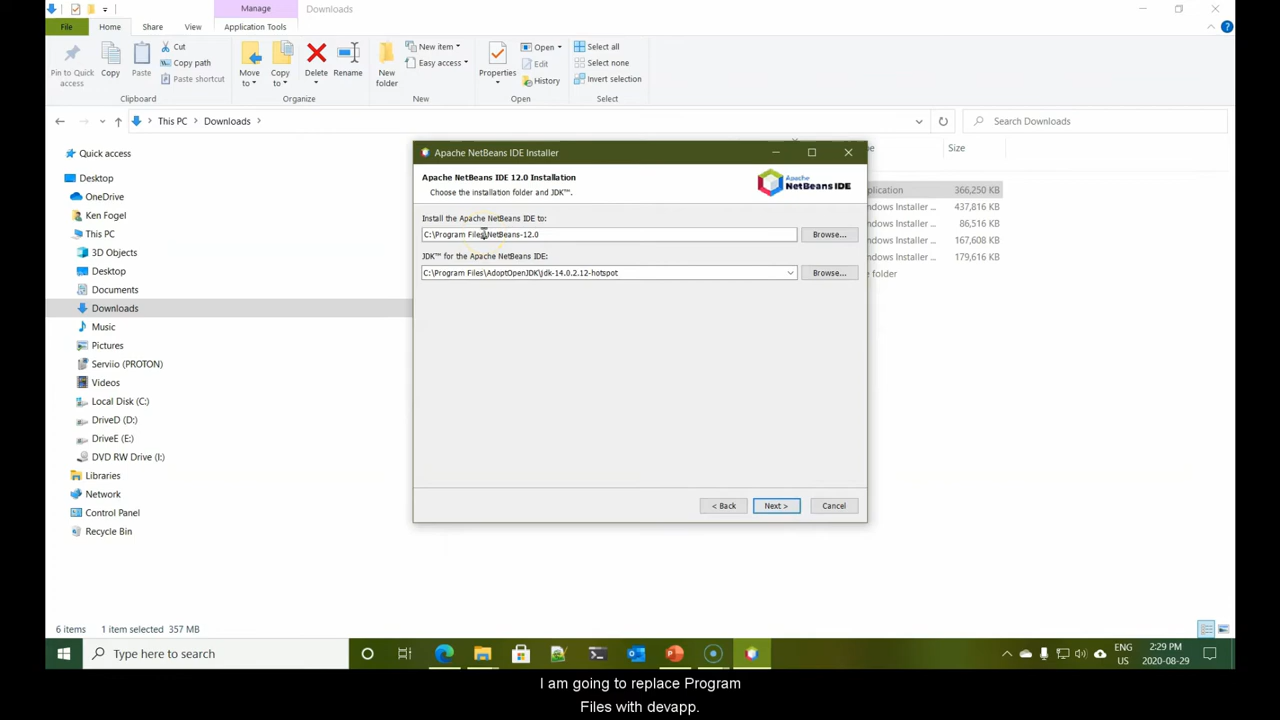 Manage
Downloads
File
Home
Share
View
Application Tools
Pin to Quick access
Copy
Paste
Cut
Copy path
Paste shortcut
Clipboard
Move to
Copy to
Delete
Rename
Organize
New folder
New item
Easy access
New
Properties
Open
Edit
History
Open
Select all
Select none
Invert selection
Select
This PC
Downloads
Search Downloads
Quick access
Desktop
OneDrive
Ken Fogel
This PC
3D Objects
Desktop
Documents
Downloads
Music
Pictures
Serviio (PROTON)
Videos
Local Disk (C:)
DriveD (D:)
DriveE (E:)
DVD RW Drive (I:)
Libraries
Network
Control Panel
Recycle Bin
Apache NetBeans IDE Installer
Apache NetBeans IDE 12.0 Installation
Choose the installation folder and JDK™.
Apache
NetBeans IDE
Install the Apache NetBeans IDE to:
C:\Program Files\NetBeans-12.0
Browse...
JDK™ for the Apache NetBeans IDE:
C:\Program Files\AdoptOpenJDK\jdk-14.0.2.12-hotspot
Browse...
< Back
Next >
Cancel
Size
366,250 KB
ndows Installer ... 437,816 KB
ndows Installer ... 86,516 KB
ndows Installer ... 167,608 KB
ndows Installer ... 179,616 KB
e folder
6 items
1 item selected 357 MB
Type here to search
ENG
US
2:29 PM
2020-08-29
I am going to replace Program
Files with devapp.